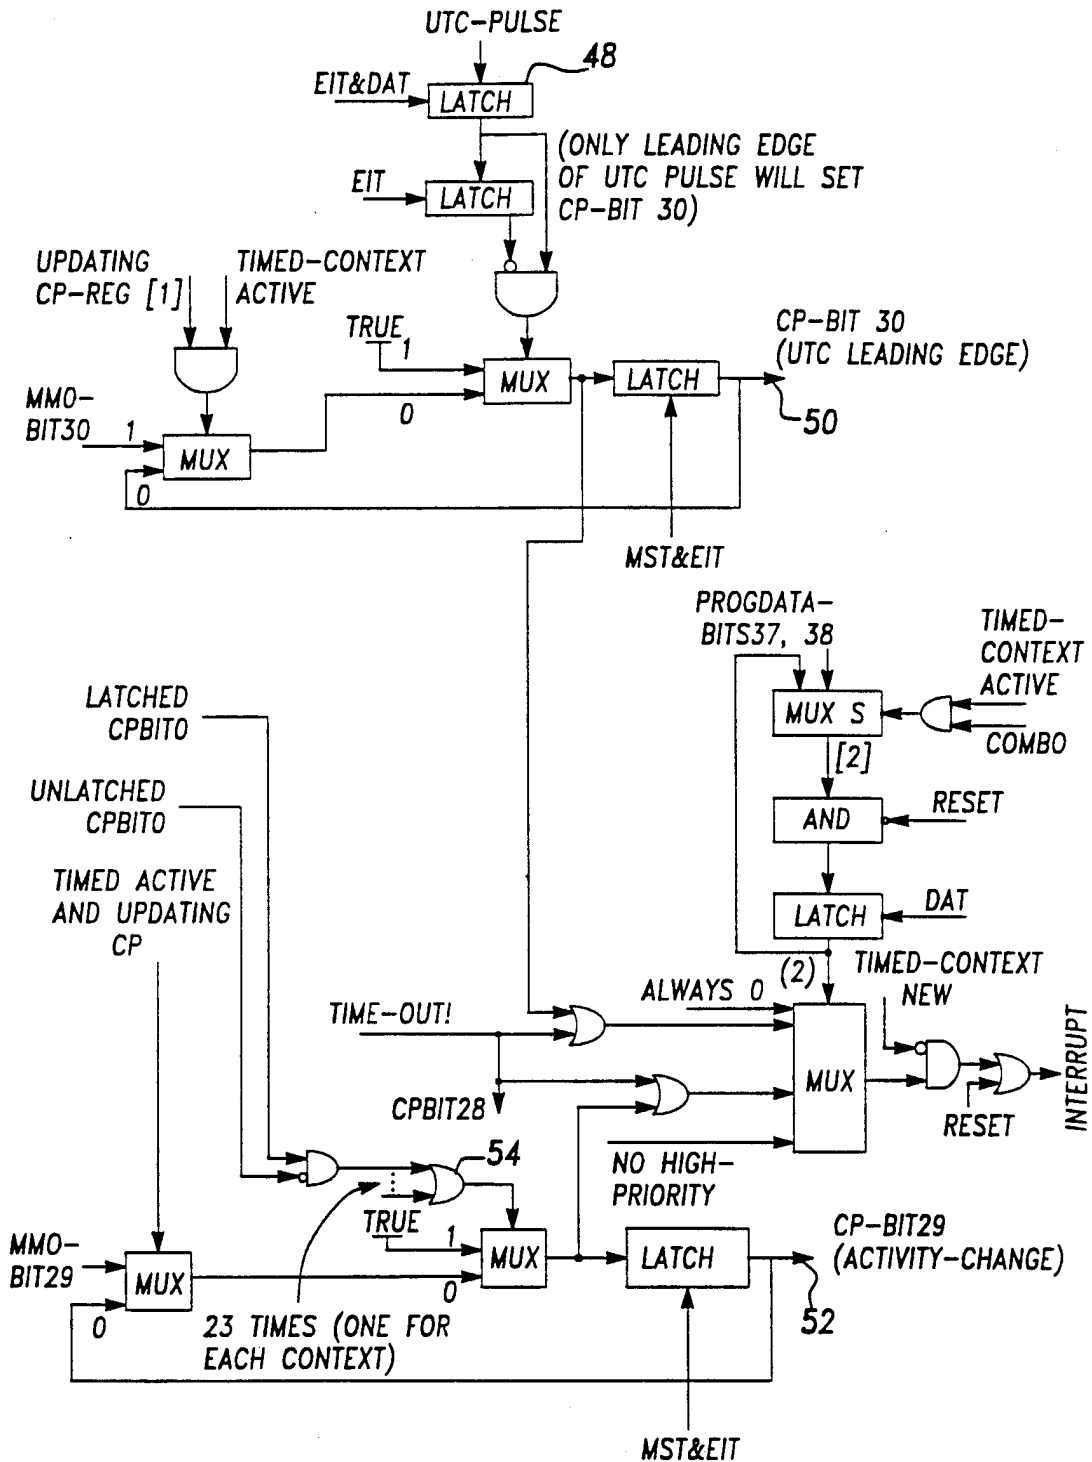 UTC-PULSE
48
EIT&DAT
LATCH
(ONLY LEADING EDGE
OF UTC PULSE WILL SET
CP-BIT 30)
EIT
LATCH
UPDATING
CP-REG [1]
TIMED-CONTEXT
ACTIVE
TRUE
1
MUX
0
LATCH
CP-BIT 30
(UTC LEADING EDGE)
50
MMO-
BIT30
1
MUX
0
MST&EIT
PROGDATA-
BITS37, 38
TIMED-
CONTEXT
ACTIVE
MUX S
COMBO
[2]
LATCHED
CPBIT0
UNLATCHED
CPBIT0
AND
RESET
TIMED ACTIVE
AND UPDATING
CP
LATCH
DAT
(2)
TIMED-CONTEXT
NEW
ALWAYS 0
TIME-OUT!
MUX
INTERRUPT
CPBIT28
RESET
NO HIGH-
PRIORITY
54
TRUE
1
MUX
0
LATCH
CP-BIT29
(ACTIVITY-CHANGE)
52
MMO-
BIT29
MUX
0
23 TIMES (ONE FOR
EACH CONTEXT)
MST&EIT